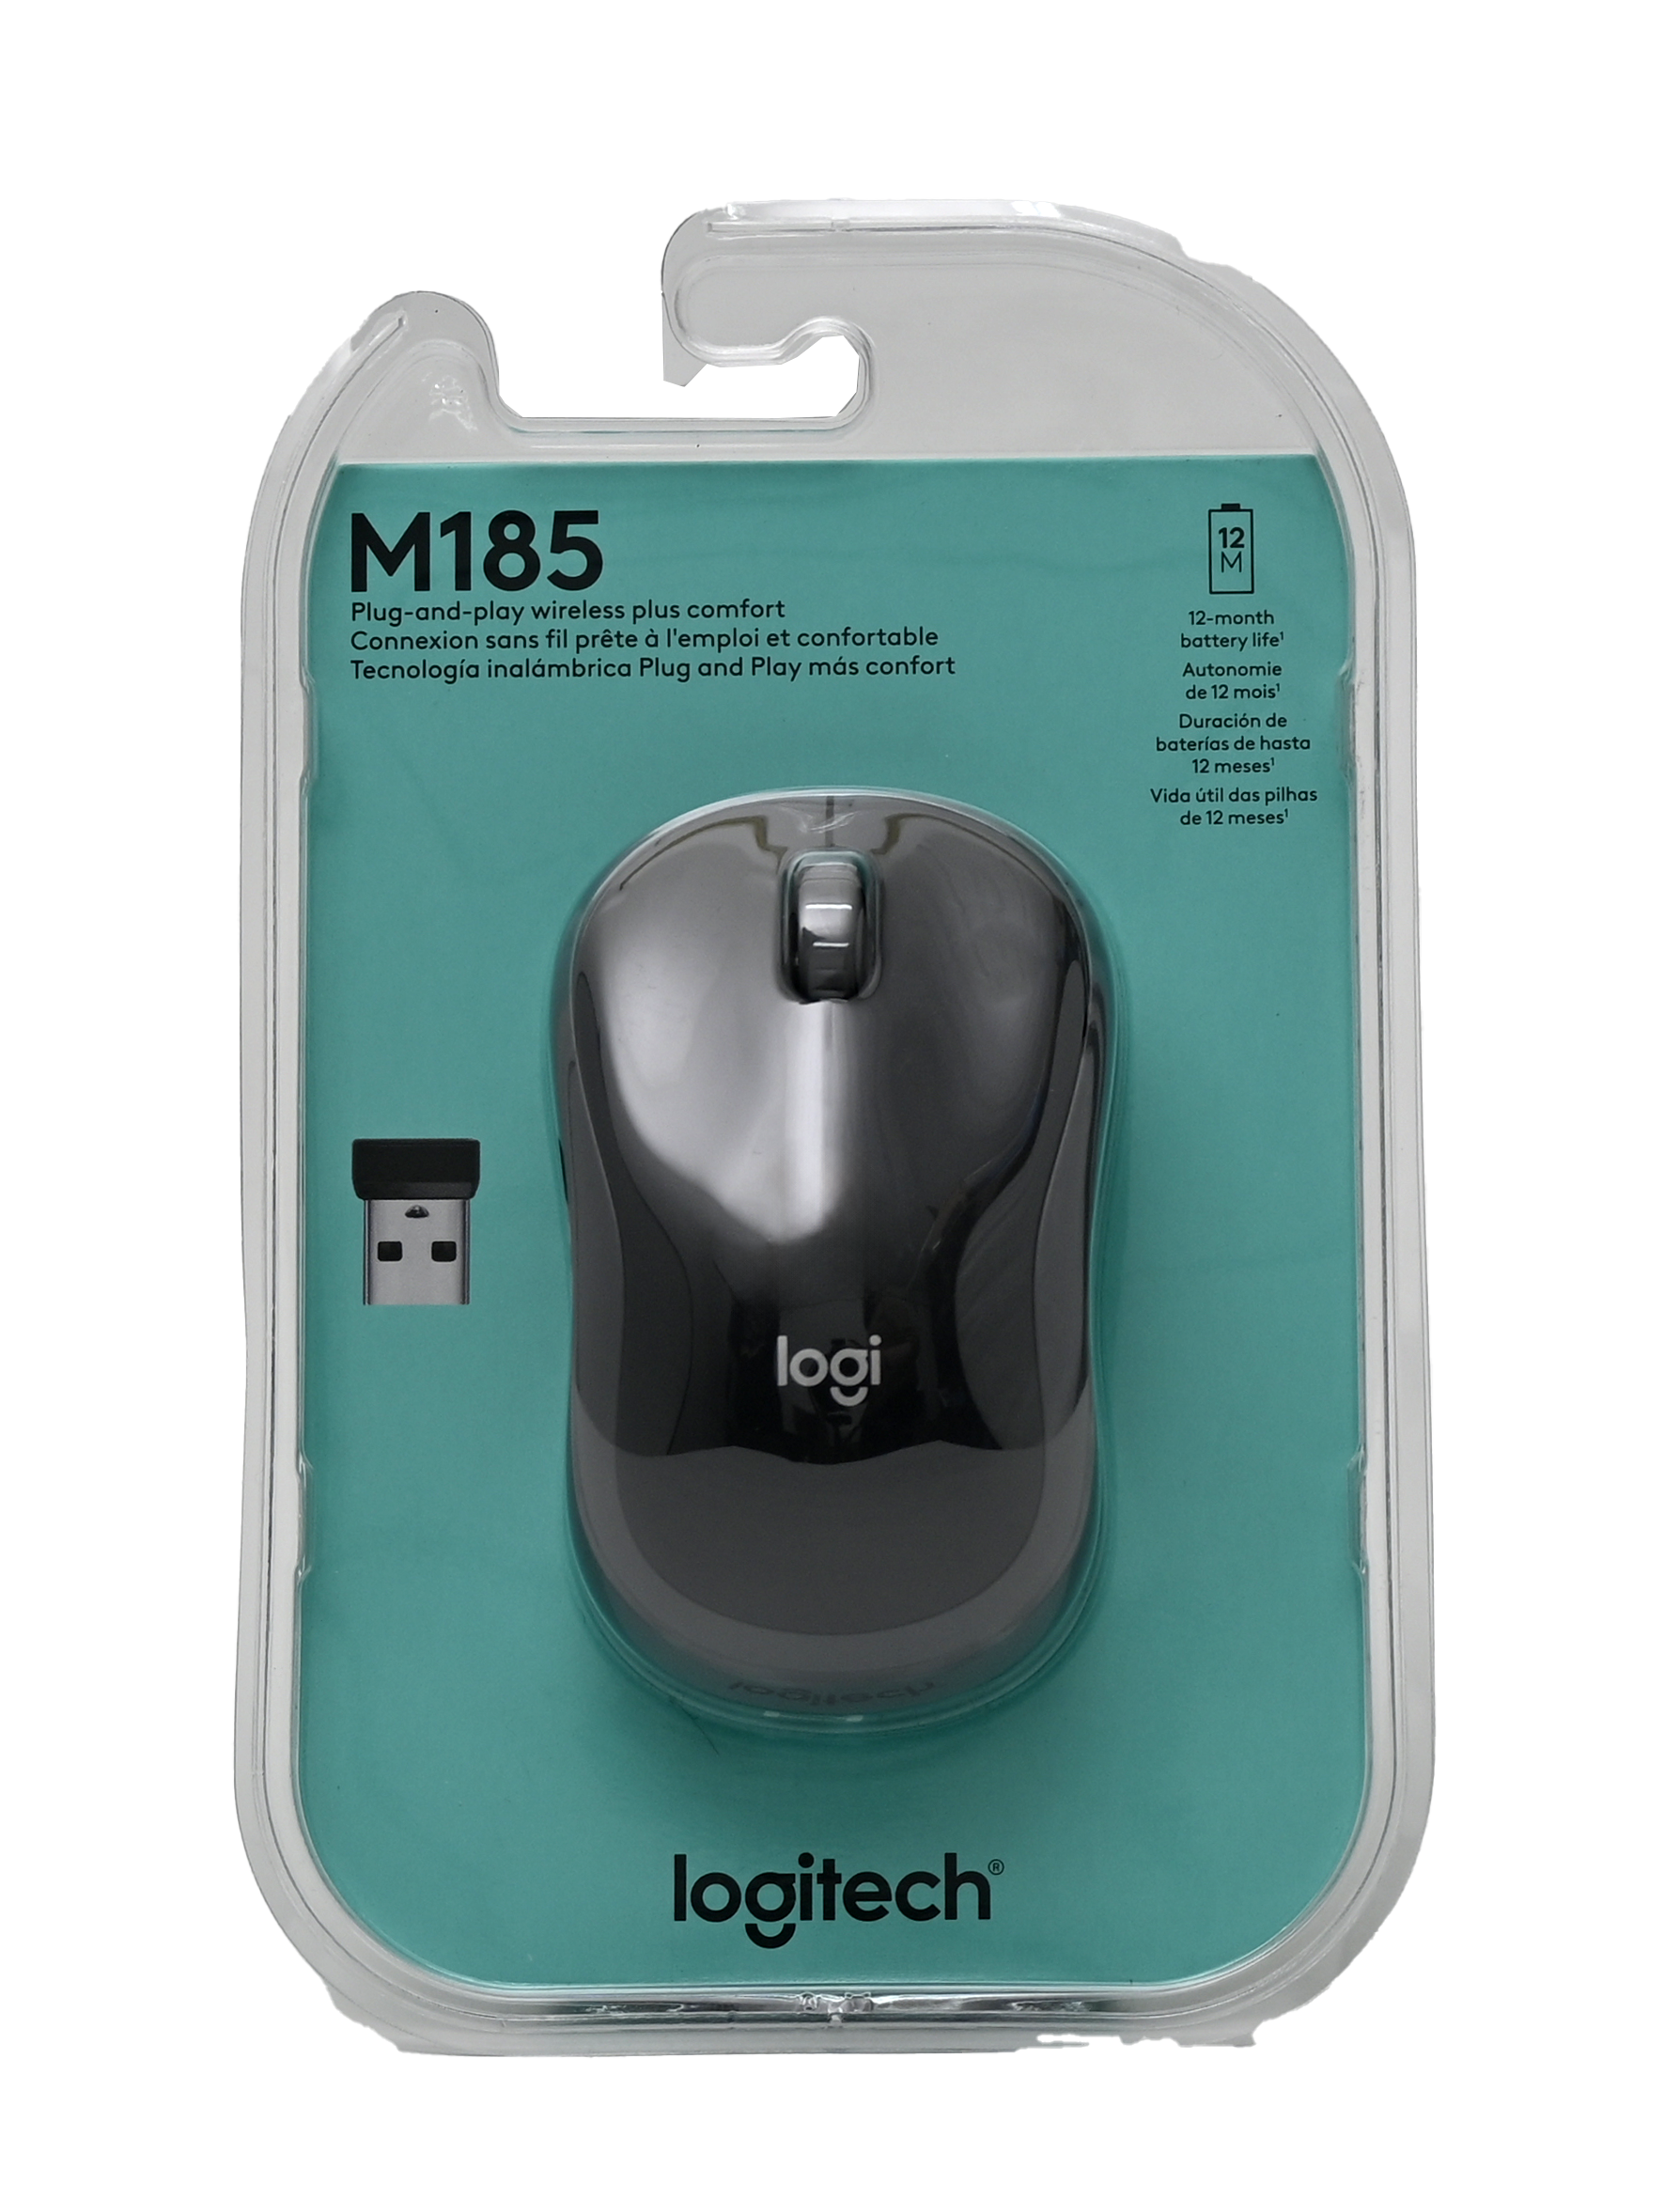 M185
Plug-and-play wireless plus comfort
Connexion sans fil prête à l'emploi et confortable
Tecnología inalámbrica Plug and Play más confort
12
M
12-month
battery life¹
Autonomie
de 12 mois¹
Duración de
baterías de hasta
12 meses¹
Vida útil das pilhas
de 12 meses¹
logi
logitech
logitech®